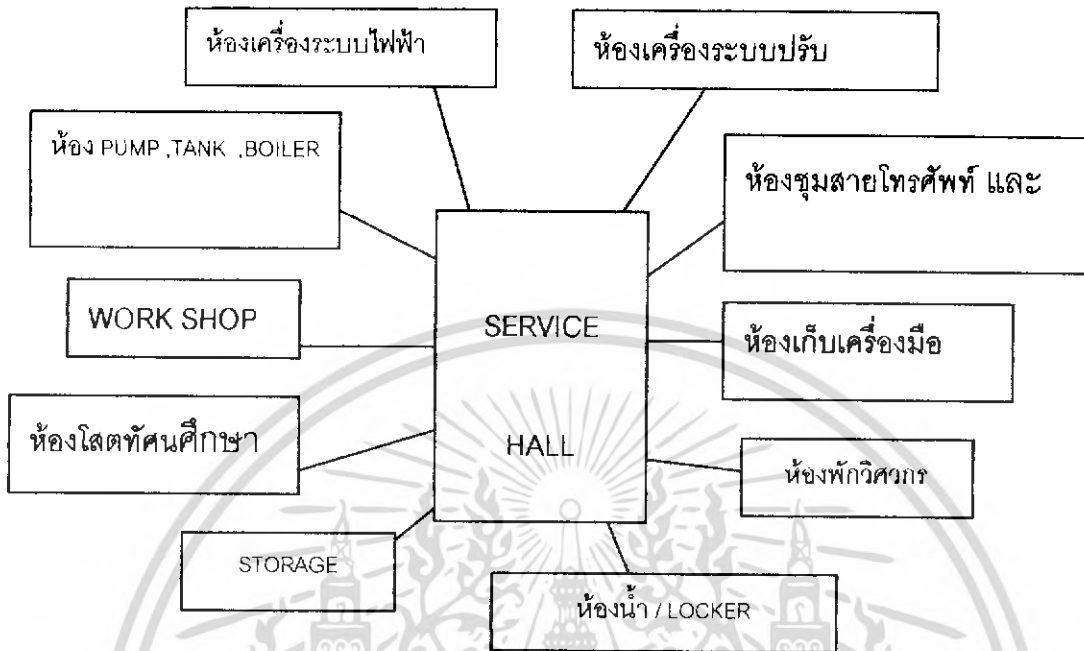 ห้องเครื่องระบบไฟฟ้า
ห้องเครื่องระบบปรับ
ห้อง PUMP ,TANK ,BOILER
ห้องชุมสายโทรศัพท์ และ
WORK SHOP
SERVICE
ห้องเก็บเครื่องมือ
ห้องโสตทัศนศึกษา
HALL
ห้องพักวิศวกร
STORAGE
ห้องน้ำ / LOCKER